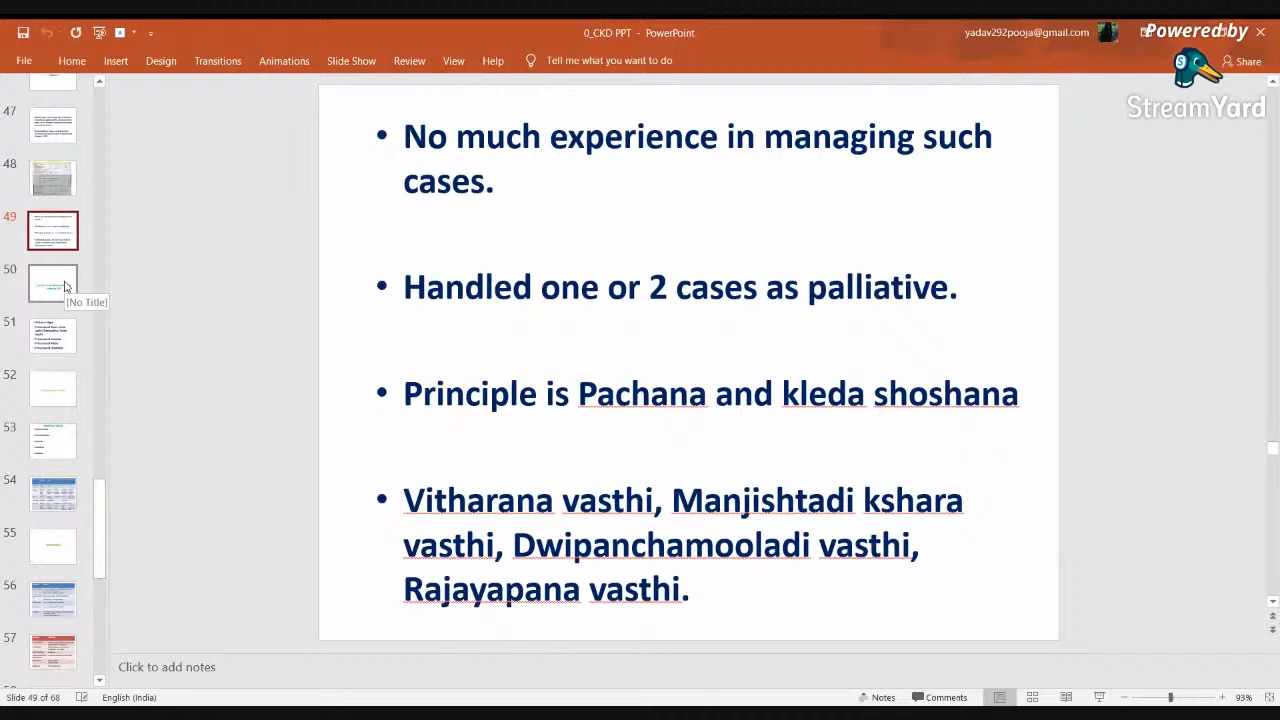 0_CKD PPT - PowerPoint
yadav292pooja@gmail.com
Powered by
File Home Insert Design Transitions Animations Slide Show Review View Help Tell me what you want to do
Share
StreamYard
47
48
49
50
[No Title]
51
52
53
54
55
56
57
• No much experience in managing such
cases.
• Handled one or 2 cases as palliative.
• Principle is Pachana and kleda shoshana
• Vitharana vasthi, Manjishtadi kshara
vasthi, Dwipanchamooladi vasthi,
Rajayapana vasthi.
Click to add notes
Slide 49 of 68 English (India) Notes Comments 93%